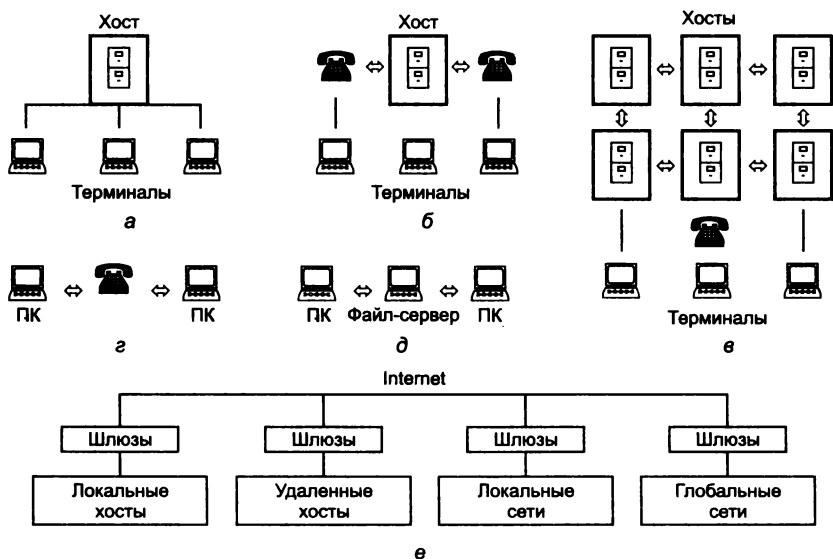 Хост
Терминалы
а
Хост
Терминалы
б
Хосты
Терминалы
в
ПК
ПК
г
ПК
Файл-сервер
ПК
д
Internet
Шлюзы
Шлюзы
Шлюзы
Шлюзы
Локальные
хосты
Удаленные
хосты
Локальные
сети
Глобальные
сети
е